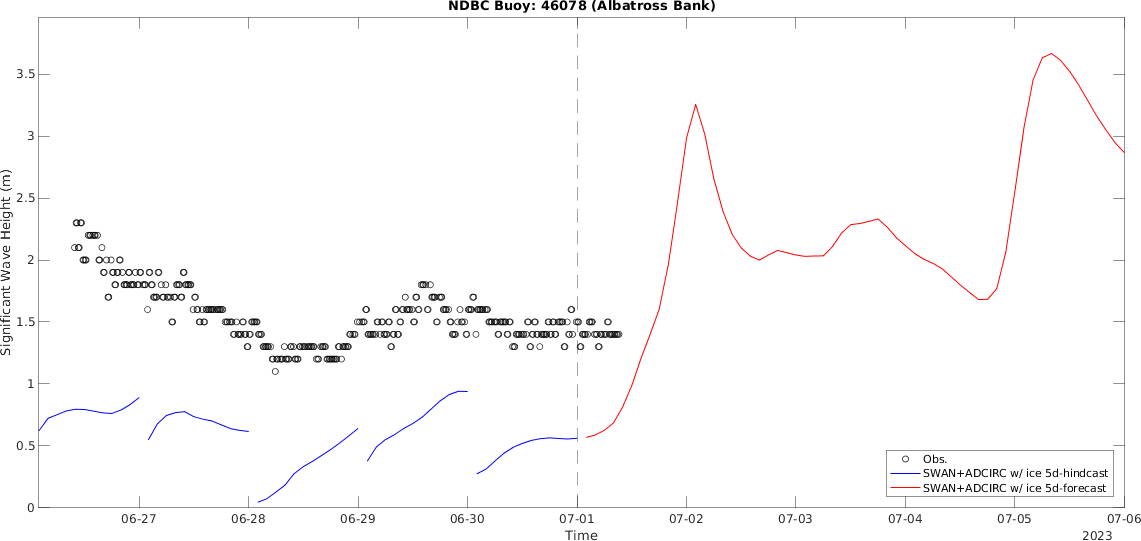 NDBC Buoy: 46078 (Albatross Bank)
Significant Wave Height (m)
3.5
3
2.5
2
1.5
1
0.5
0
Obs.
SWAN+ADCIRC w/ ice 5d-hindcast
SWAN+ADCIRC w/ ice 5d-forecast
06-27 06-28 06-29 06-30 07-01 07-02 07-03 07-04 07-05 07-06
Time
2023